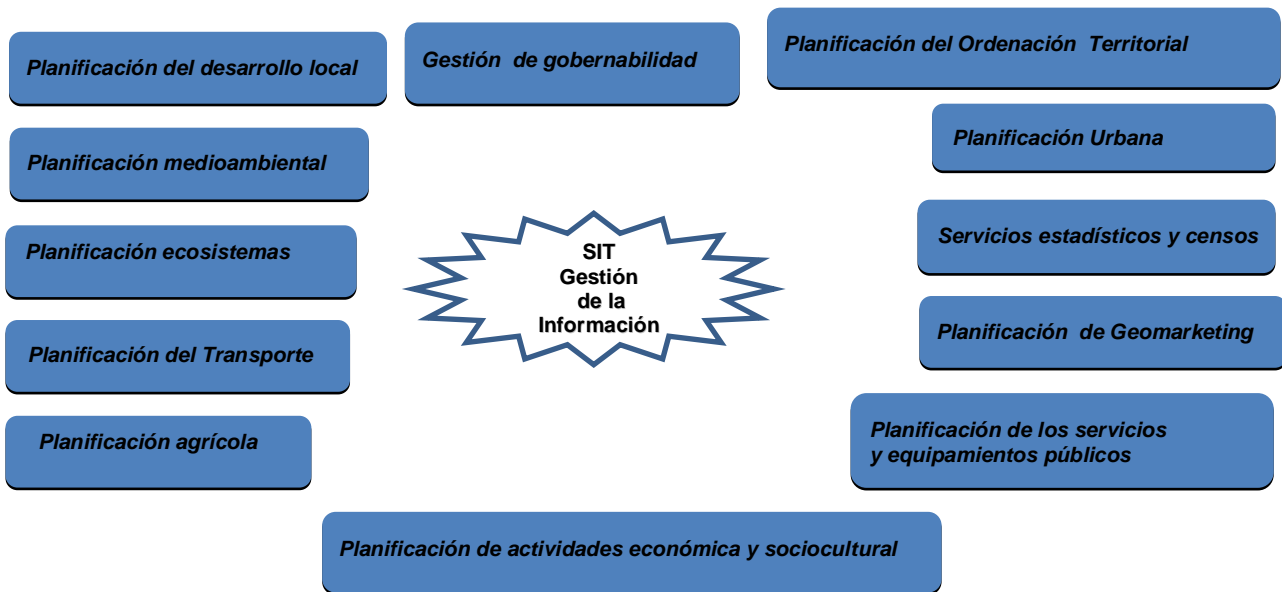 Planificación del desarrollo local
Gestión de gobernabilidad
Planificación del Ordenación Territorial
Planificación medioambiental
Planificación Urbana
Planificación ecosistemas
SIT
Gestión
de la
Información
Servicios estadísticos y censos
Planificación del Transporte
Planificación de Geomarketing
Planificación agrícola
Planificación de los servicios
y equipamientos públicos
Planificación de actividades económica y sociocultural